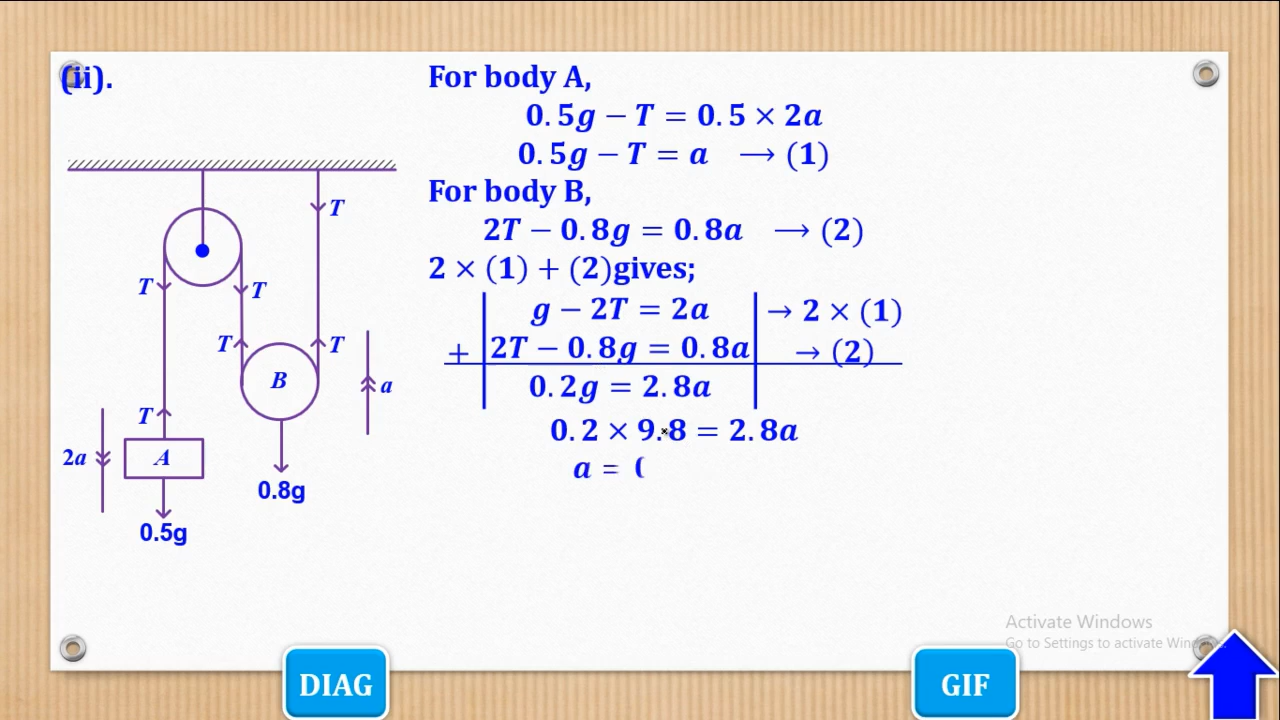 (ii).
For body A,
0.5g − T = 0.5 × 2a
0.5g − T = a → (1)
For body B,
2T − 0.8g = 0.8a → (2)
2 × (1) + (2)gives;
g − 2T = 2a → 2 × (1)
+ 2T − 0.8g = 0.8a → (2)
0.2g = 2.8a
0.2 × 9.8 = 2.8a
a = (
T
T
T
T
T
B
a
T
2a
A
0.8g
0.5g
Activate Windows
Go to Settings to activate Windows.
DIAG
GIF